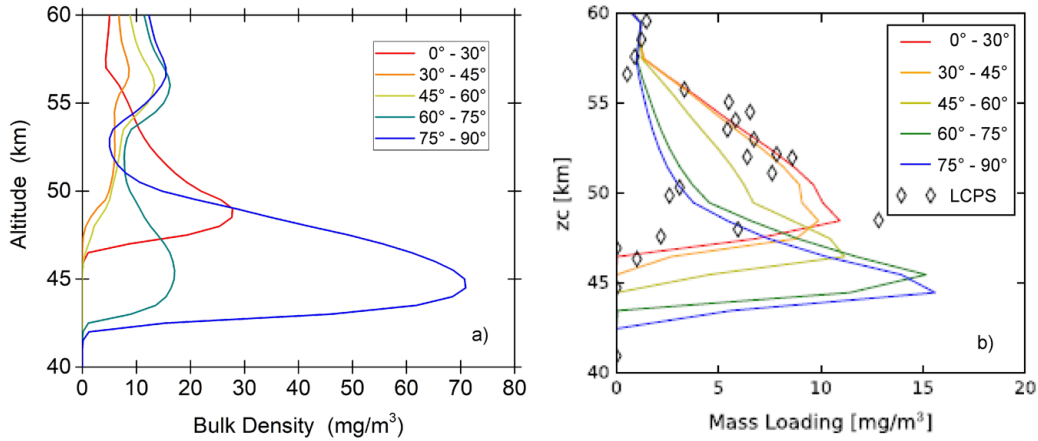 60
55
50
45
40
Altitude (km)
0 10 20 30 40 50 60 70 80
Bulk Density (mg/m³)
0° - 30°
30° - 45°
45° - 60°
60° - 75°
75° - 90°
a)
60
55
50
45
40
zc [km]
0 5 10 15 20
Mass Loading [mg/m³]
0° - 30°
30° - 45°
45° - 60°
60° - 75°
75° - 90°
LCPS
b)